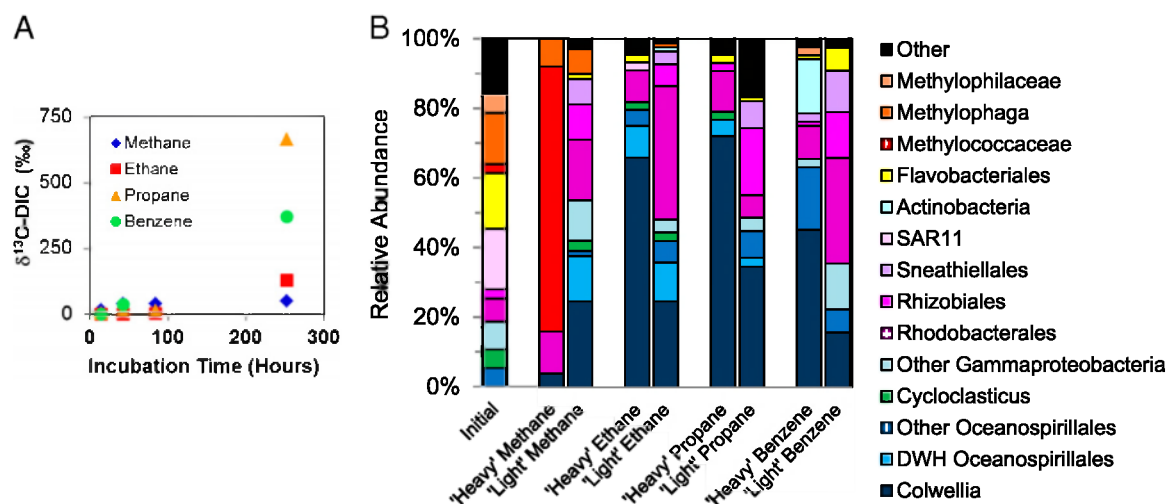 A
750
500
250
0
δ13C-DIC (‰)
Methane
Ethane
Propane
Benzene
0
100
200
300
Incubation Time (Hours)
B
100%
80%
60%
40%
20%
0%
Relative Abundance
Initial
'Heavy' Methane
'Light' Methane
'Heavy' Ethane
'Light' Ethane
'Heavy' Propane
'Light' Propane
'Heavy' Benzene
'Light' Benzene
Other
Methylophilaceae
Methylophaga
Methylococcaceae
Flavobacteriales
Actinobacteria
SAR11
Sneathiellales
Rhizobiales
Rhodobacterales
Other Gammaproteobacteria
Cycloclasticus
Other Oceanospirillales
DWH Oceanospirillales
Colwellia